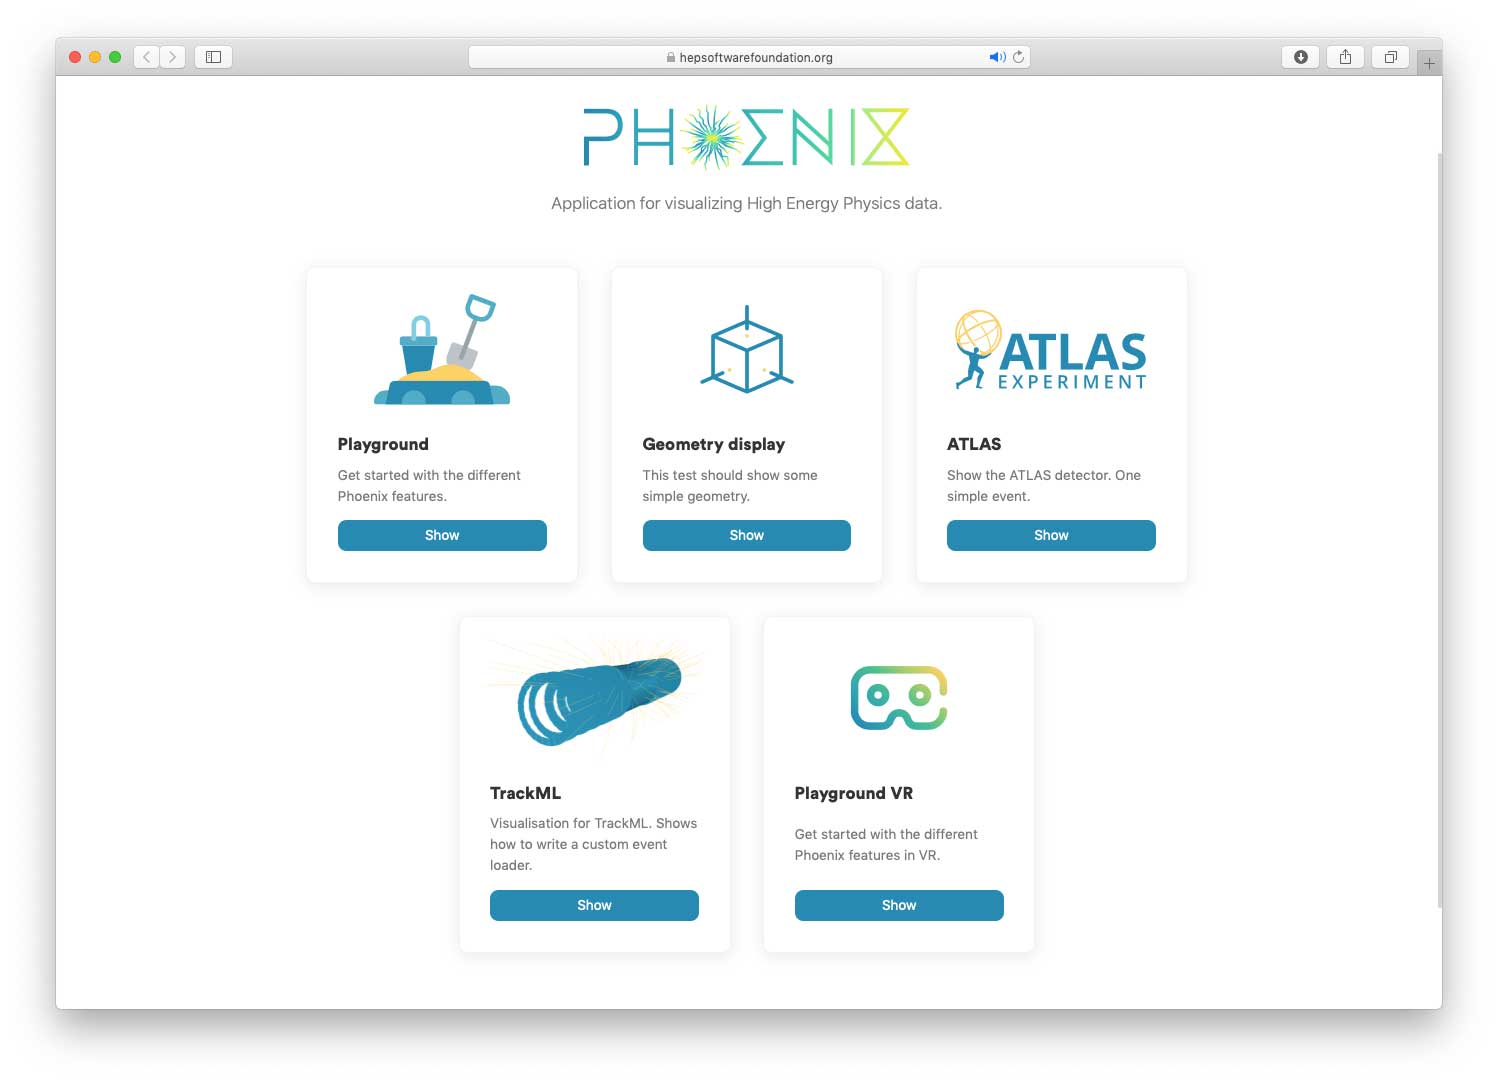 hepsoftwarefoundation.org
PHOENIX
Application for visualizing High Energy Physics data.
ATLAS
EXPERIMENT
Playground
Get started with the different
Phoenix features.
Show
Geometry display
This test should show some
simple geometry.
Show
ATLAS
Show the ATLAS detector. One
simple event.
Show
TrackML
Visualisation for TrackML. Shows
how to write a custom event
loader.
Show
Playground VR
Get started with the different
Phoenix features in VR.
Show